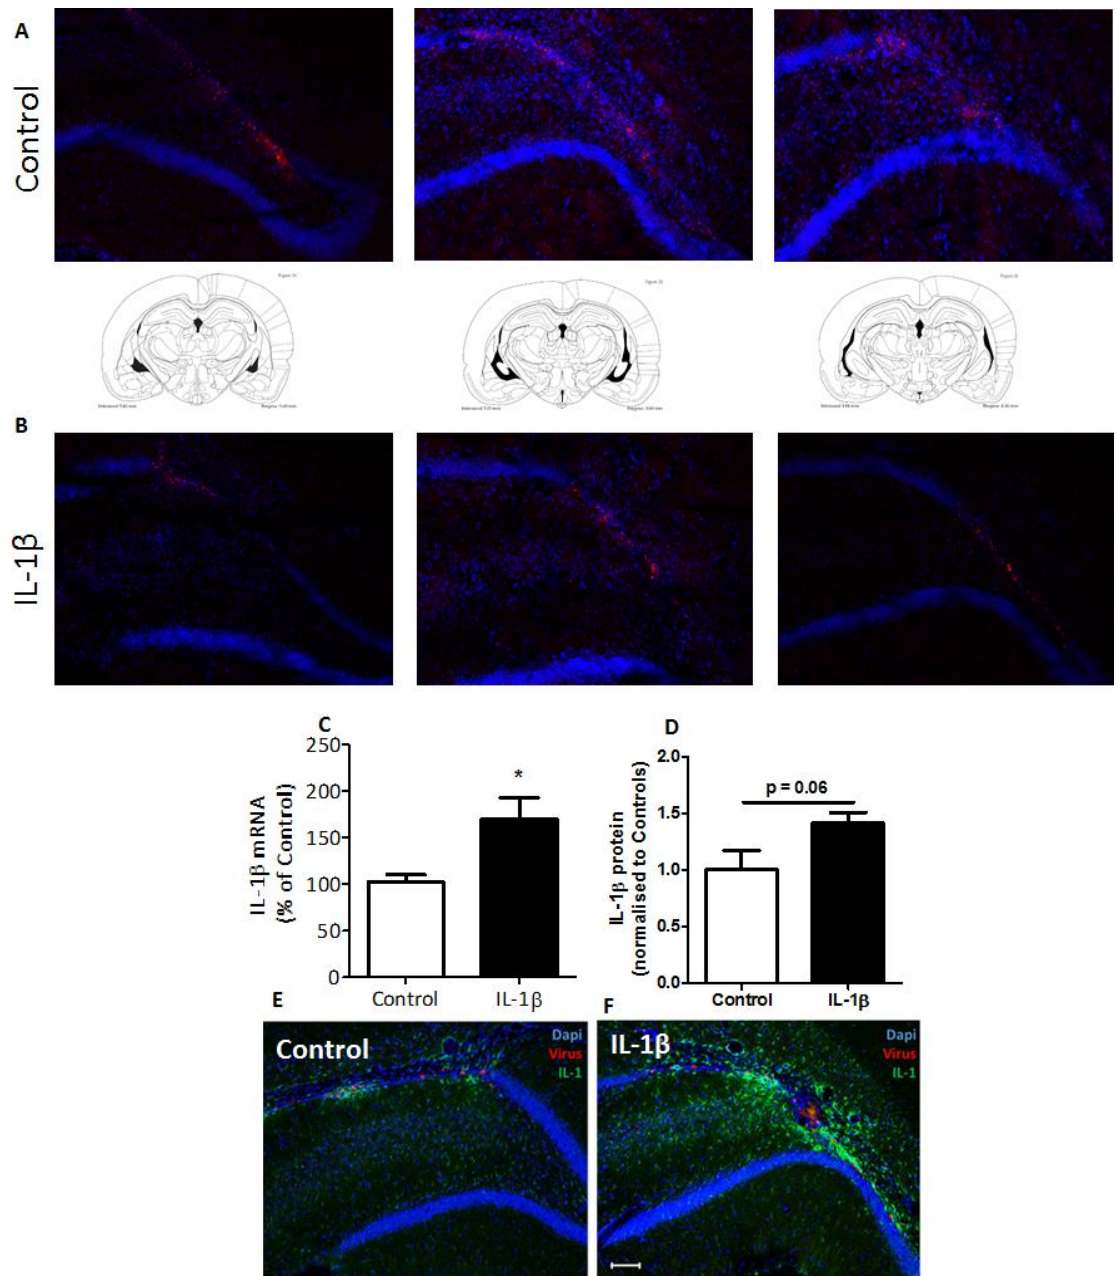 A
Control
B
IL-1β
C
IL-1β mRNA
(% of Control)
250
200
150
100
50
0
*
Control
IL-1β
D
IL-1β protein
(normalised to Controls)
2.0
1.5
1.0
0.5
0.0
p = 0.06
Control
IL-1β
E
Control
Dapi
Virus
IL-1
F
IL-1β
Dapi
Virus
IL-1